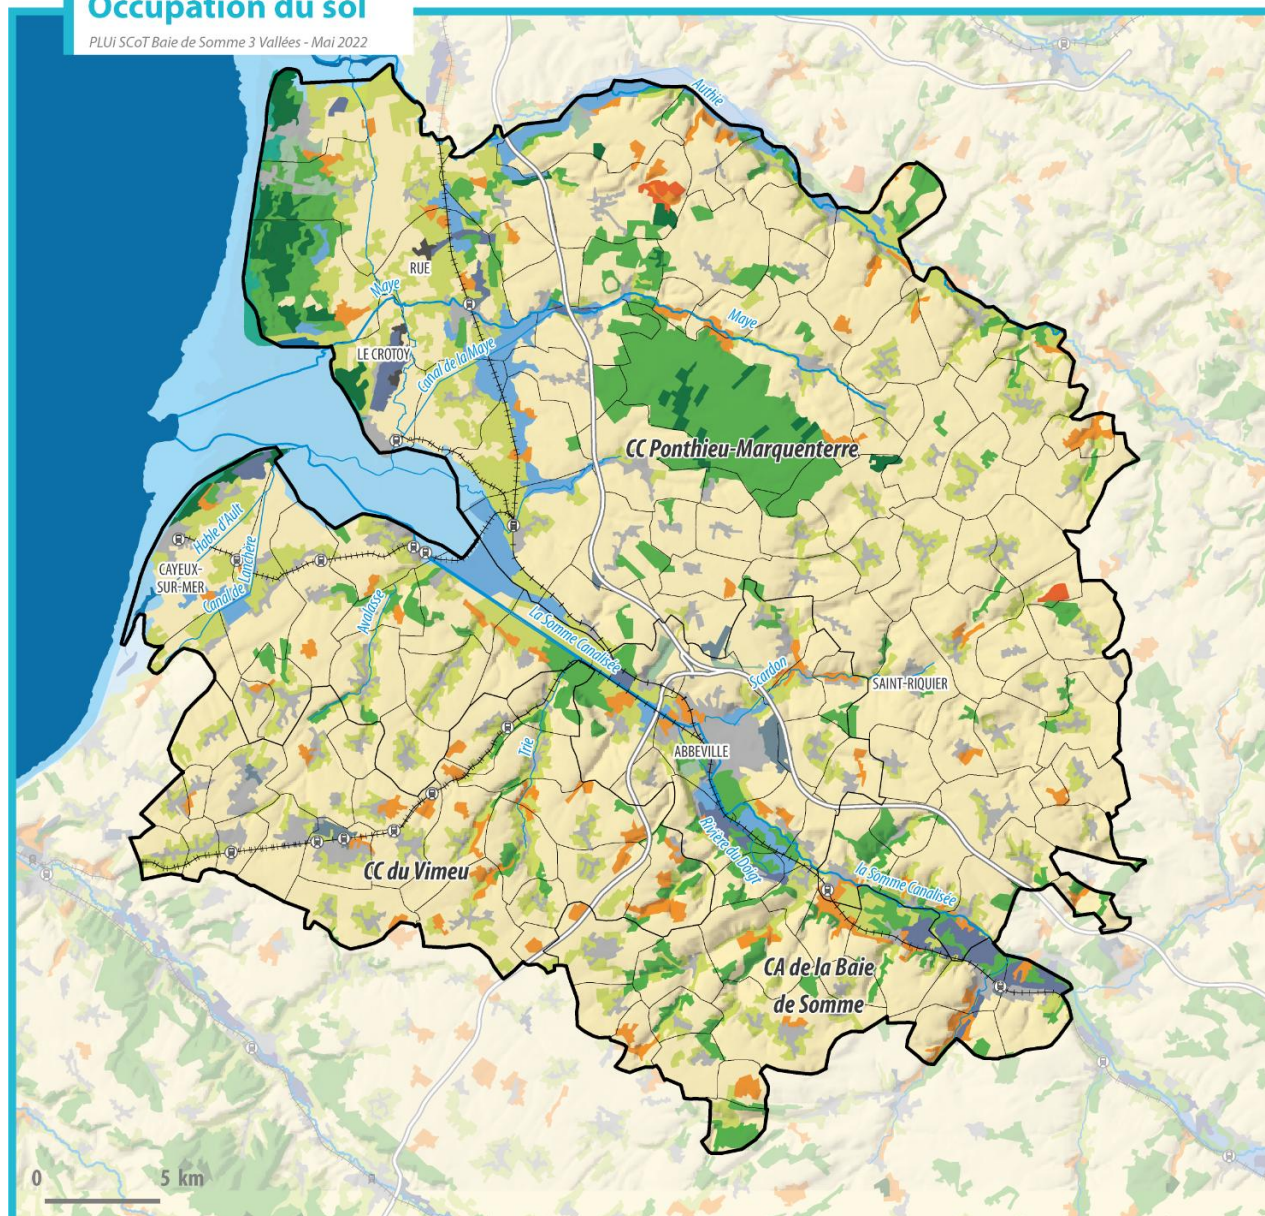 Occupation du sol
PLUi SCoT Baie de Somme 3 Vallées - Mai 2022
Authie
RUE
Maye
Maye
LE CROTOY
Canal de la Maye
CC Ponthieu-Marquenterre
Hable d'Ault
CAYEUX-
SUR-MER
Canal de Lanchère
Avalasse
La Somme Canalisée
Scardon
SAINT-RIQUIER
Trie
ABBEVILLE
Rivière du Doigt
CC du Vimeu
la Somme Canalisée
CA de la Baie
de Somme
0 5 km